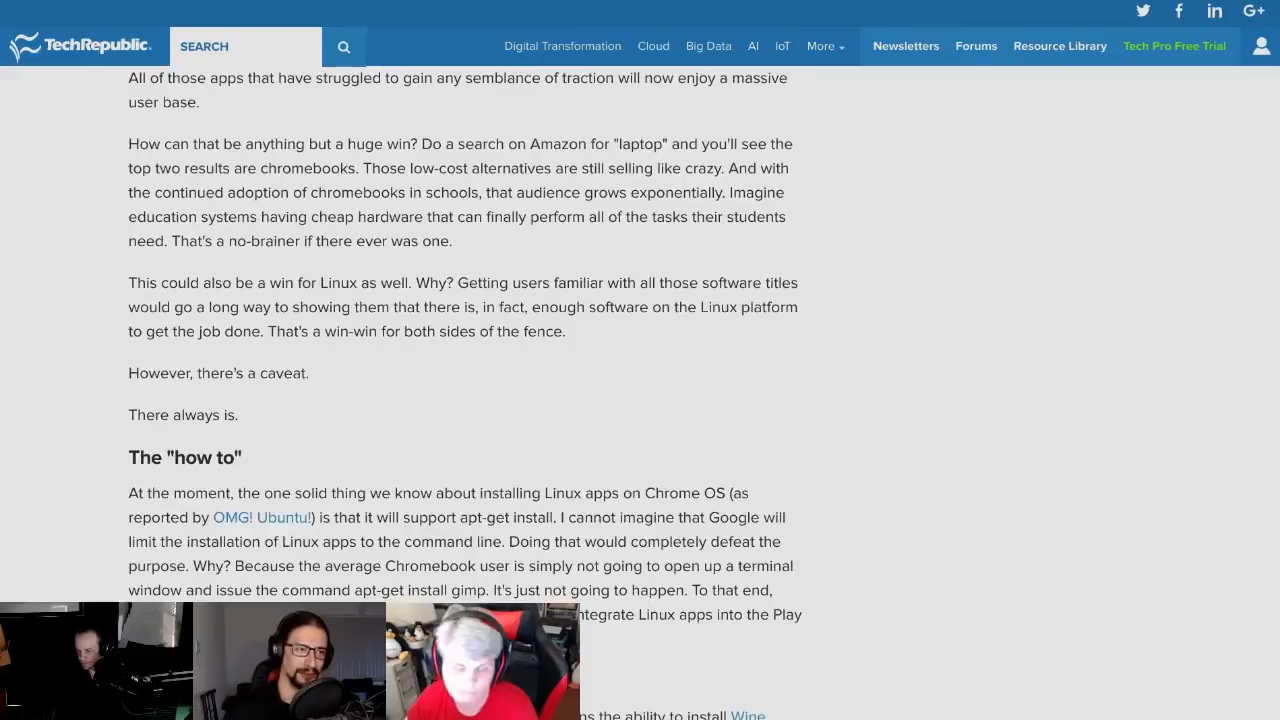 TechRepublic.
SEARCH
Digital Transformation Cloud Big Data AI IoT More Newsletters Forums Resource Library Tech Pro Free Trial
All of those apps that have struggled to gain any semblance of traction will now enjoy a massive
user base.
How can that be anything but a huge win? Do a search on Amazon for "laptop" and you'll see the
top two results are chromebooks. Those low-cost alternatives are still selling like crazy. And with
the continued adoption of chromebooks in schools, that audience grows exponentially. Imagine
education systems having cheap hardware that can finally perform all of the tasks their students
need. That's a no-brainer if there ever was one.
This could also be a win for Linux as well. Why? Getting users familiar with all those software titles
would go a long way to showing them that there is, in fact, enough software on the Linux platform
to get the job done. That's a win-win for both sides of the fence.
However, there's a caveat.
There always is.
The "how to"
At the moment, the one solid thing we know about installing Linux apps on Chrome OS (as
reported by OMG! Ubuntu!) is that it will support apt-get install. I cannot imagine that Google will
limit the installation of Linux apps to the command line. Doing that would completely defeat the
purpose. Why? Because the average Chromebook user is simply not going to open up a terminal
window and issue the command apt-get install gimp. It's just not going to happen. To that end,
ntegrate Linux apps into the Play
ns the ability to install Wine